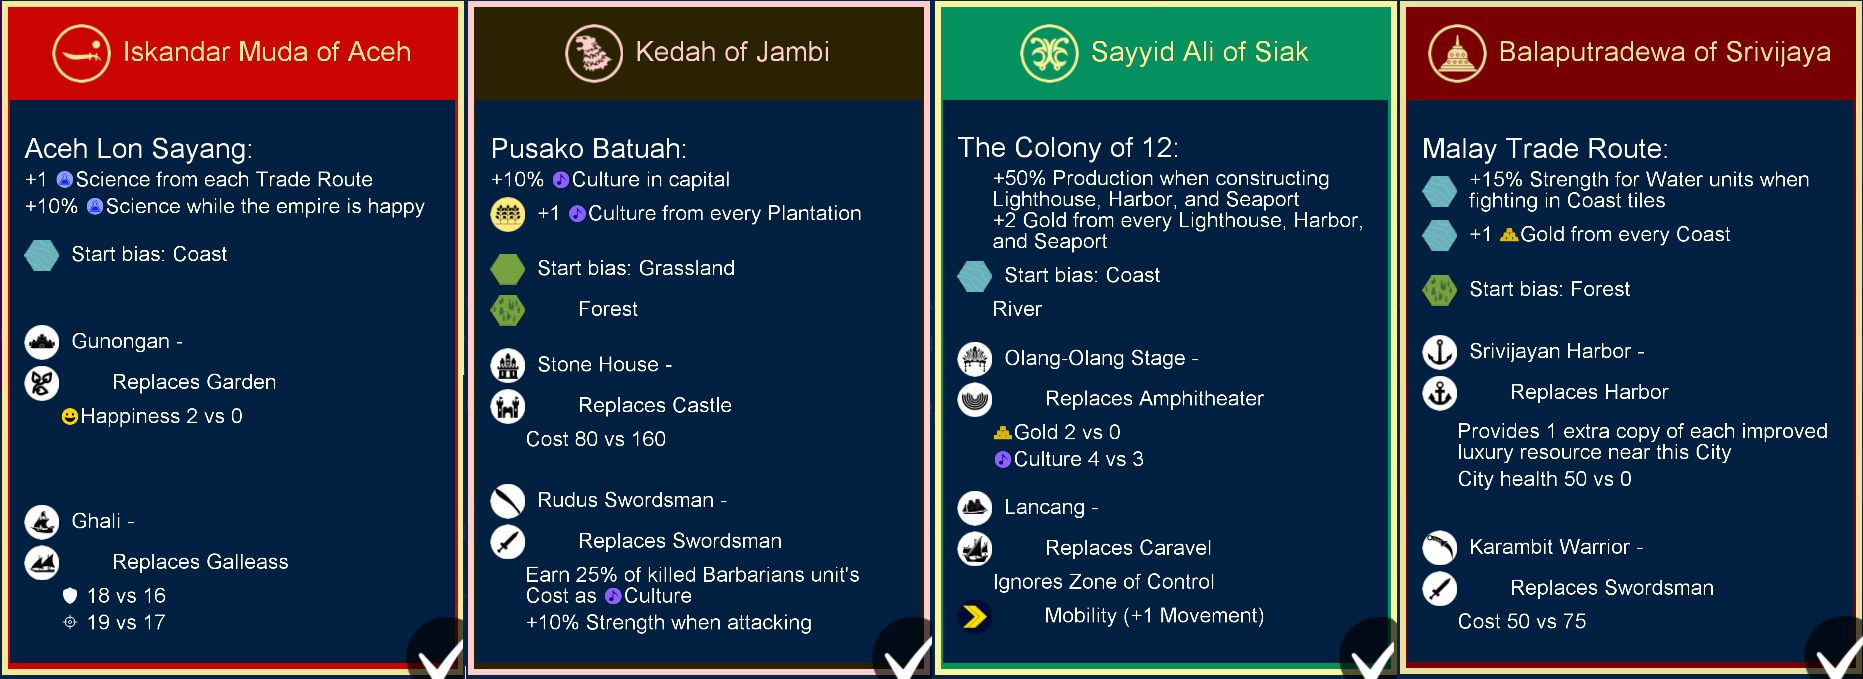 Iskandar Muda of Aceh
Aceh Lon Sayang:
+1 Science from each Trade Route
+10% Science while the empire is happy
Start bias: Coast
Gunongan -
Replaces Garden
Happiness 2 vs 0
Ghali -
Replaces Galleass
18 vs 16
19 vs 17
Kedah of Jambi
Pusako Batuah:
+10% Culture in capital
+1 Culture from every Plantation
Start bias: Grassland
Forest
Stone House -
Replaces Castle
Cost 80 vs 160
Rudus Swordsman -
Replaces Swordsman
Earn 25% of killed Barbarians unit's
Cost as Culture
+10% Strength when attacking
Sayyid Ali of Siak
The Colony of 12:
+50% Production when constructing
Lighthouse, Harbor, and Seaport
+2 Gold from every Lighthouse, Harbor,
and Seaport
Start bias: Coast
River
Olang-Olang Stage -
Replaces Amphitheater
Gold 2 vs 0
Culture 4 vs 3
Lancang -
Replaces Caravel
Ignores Zone of Control
Mobility (+1 Movement)
Balaputradewa of Srivijaya
Malay Trade Route:
+15% Strength for Water units when
fighting in Coast tiles
+1 Gold from every Coast
Start bias: Forest
Srivijayan Harbor -
Replaces Harbor
Provides 1 extra copy of each improved
luxury resource near this City
City health 50 vs 0
Karambit Warrior -
Replaces Swordsman
Cost 50 vs 75